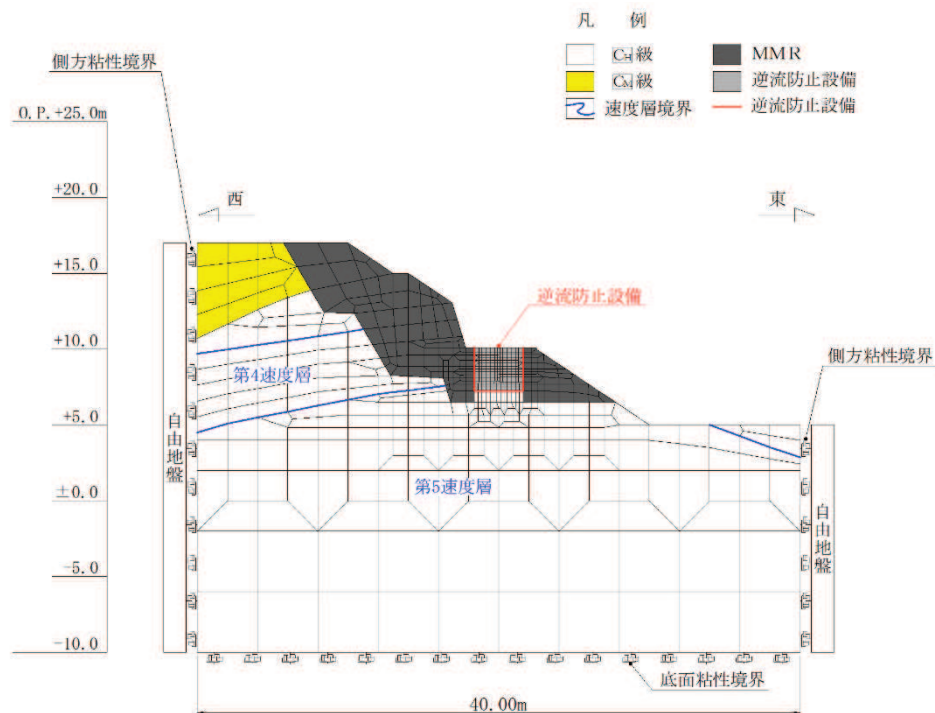 凡 例
CH級
MMR
CM級
逆流防止設備
速度層境界
逆流防止設備
側方粘性境界
O.P.+25.0m
+20.0
西
東
+15.0
逆流防止設備
+10.0
側方粘性境界
第4速度層
+5.0
自由地盤
±0.0
第5速度層
自由地盤
-5.0
-10.0
底面粘性境界
40.00m